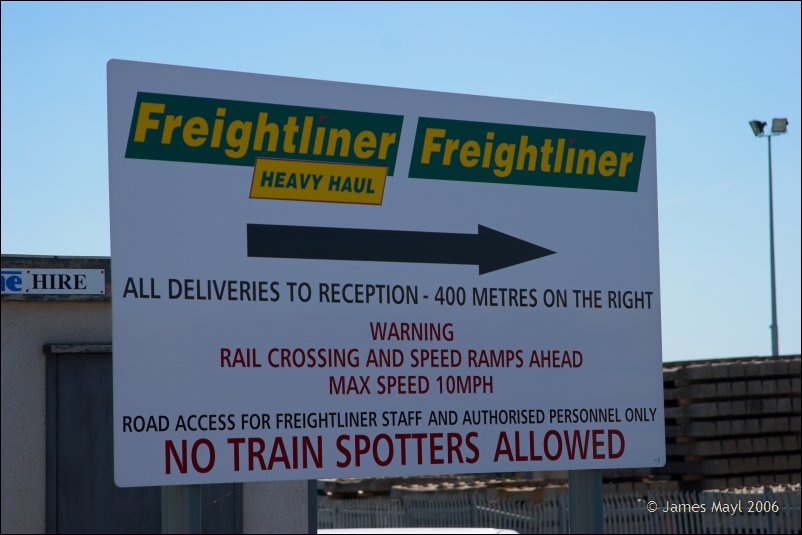 Freightliner
HEAVY HAUL
Freightliner
ALL DELIVERIES TO RECEPTION - 400 METRES ON THE RIGHT
WARNING
RAIL CROSSING AND SPEED RAMPS AHEAD
MAX SPEED 10MPH
ROAD ACCESS FOR FREIGHTLINER STAFF AND AUTHORISED PERSONNEL ONLY
NO TRAIN SPOTTERS ALLOWED
HIRE
© James Mayl 2006